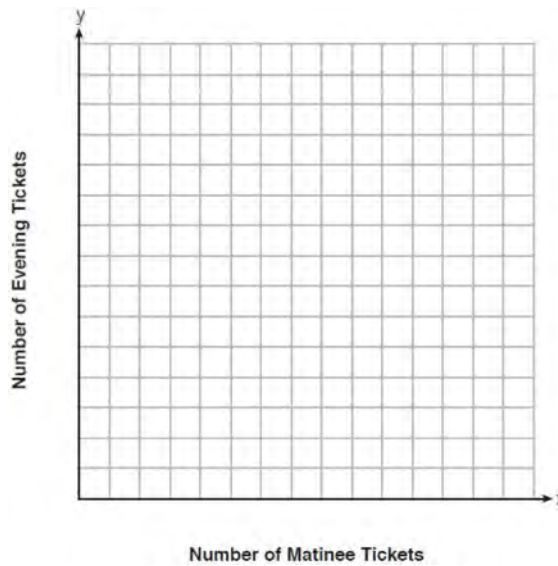 y
Number of Evening Tickets
x
Number of Matinee Tickets